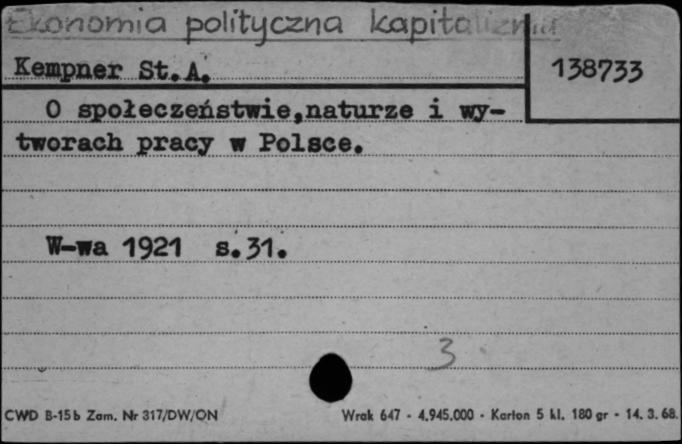 Ekonomia polityczna kapitalizmu
Kempner St.A.
138733
O społeczeństwie,naturze i wy-
tworach pracy w Polsce.
W-wa 1921 s.31.
3
CWD B-15b Zam. Nr 317/DW/ON
Wrak 647 - 4.945.000 - Karton 5 kl. 180 gr - 14. 3. 68.